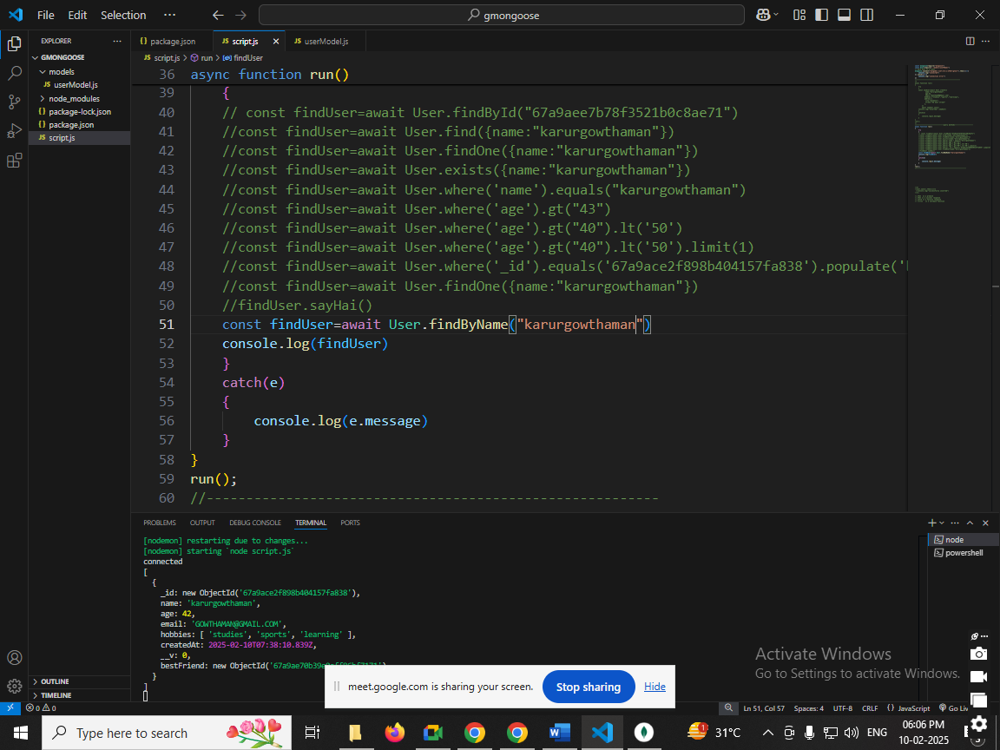 File Edit Selection ··· gmongoose
EXPLORER ···
GMONGOOSE
models
JS userModel.js
node_modules
{} package-lock.json
{} package.json
JS script.js
OUTLINE
TIMELINE
{} package.json JS script.js × JS userModel.js
JS script.js > run > findUser
36 async function run()
39 {
40 // const findUser=await User.findById("67a9aee7b78f3521b0c8ae71")
41 //const findUser=await User.find({name:"karurgowthaman"})
42 //const findUser=await User.findOne({name:"karurgowthaman"})
43 //const findUser=await User.exists({name:"karurgowthaman"})
44 //const findUser=await User.where('name').equals("karurgowthaman")
45 //const findUser=await User.where('age').gt("43")
46 //const findUser=await User.where('age').gt("40").lt('50')
47 //const findUser=await User.where('age').gt("40").lt('50').limit(1)
48 //const findUser=await User.where('_id').equals('67a9ace2f898b404157fa838').populate('
49 //const findUser=await User.findOne({name:"karurgowthaman"})
50 //findUser.sayHai()
51 const findUser=await User.findByName("karurgowthaman")
52 console.log(findUser)
53 }
54 catch(e)
55 {
56 console.log(e.message)
57 }
58 }
59 run();
60 //---------------------------------------------------------
PROBLEMS OUTPUT DEBUG CONSOLE TERMINAL PORTS
[nodemon] restarting due to changes...
[nodemon] starting `node script.js`
connected
[
{
_id: new ObjectId('67a9ace2f898b404157fa838'),
name: 'karurgowthaman',
age: 42,
email: 'GOWTHAMAN@GMAIL.COM',
hobbies: [ 'studies', 'sports', 'learning' ],
createdAt: 2025-02-10T07:38:10.839Z,
__v: 0,
bestFriend: new
}
]
node
powershell
Activate Windows
Go to Settings to activate Windows.
meet.google.com is sharing your screen. Stop sharing Hide
0 0 Ln 51, Col 57 Spaces: 4 UTF-8 CRLF {} JavaScript Go Liv
Type here to search 1 31°C ENG 06:06 PM
10-02-2025 3